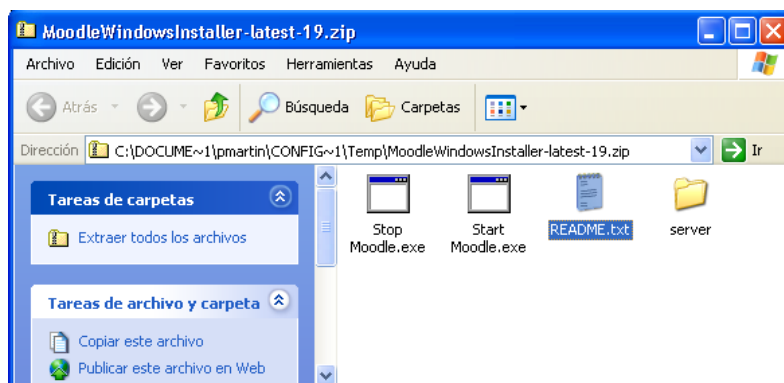 MoodleWindowsInstaller-latest-19.zip
Archivo Edición Ver Favoritos Herramientas Ayuda
Atrás Búsqueda Carpetas
Dirección C:\DOCUME~1\pmartin\CONFIG~1\Temp\MoodleWindowsInstaller-latest-19.zip Ir
Tareas de carpetas
Extraer todos los archivos
Tareas de archivo y carpeta
Copiar este archivo
Publicar este archivo en Web
Stop
Moodle.exe
Start
Moodle.exe
README.txt
server